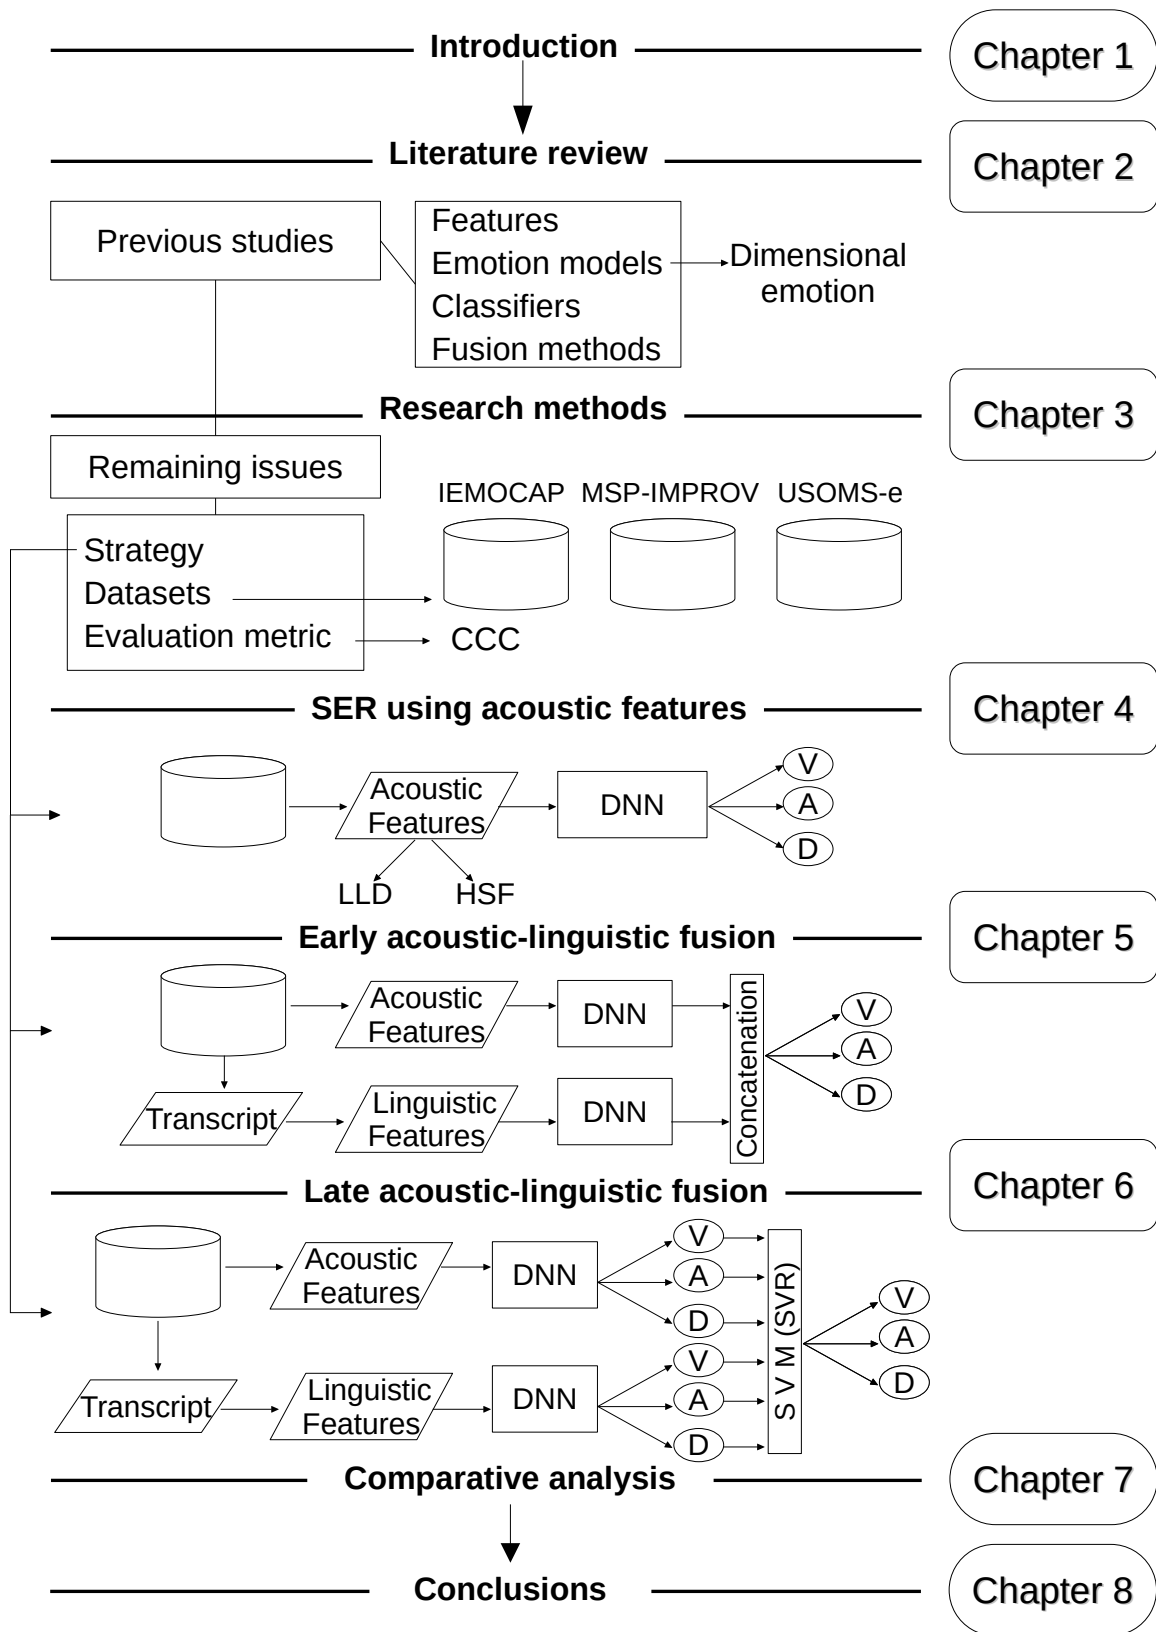 Introduction
Chapter 1
Literature review
Chapter 2
Previous studies
Features
Emotion models
Classifiers
Fusion methods
Dimensional
emotion
Research methods
Chapter 3
Remaining issues
IEMOCAP
MSP-IMPROV
USOMS-e
Strategy
Datasets
Evaluation metric
CCC
SER using acoustic features
Chapter 4
Acoustic
Features
DNN
V
A
D
LLD
HSF
Early acoustic-linguistic fusion
Chapter 5
Acoustic
Features
DNN
Transcript
Linguistic
Features
DNN
Concatenation
V
A
D
Late acoustic-linguistic fusion
Chapter 6
Acoustic
Features
DNN
V
A
D
Transcript
Linguistic
Features
DNN
V
A
D
S V M (SVR)
V
A
D
Comparative analysis
Chapter 7
Conclusions
Chapter 8